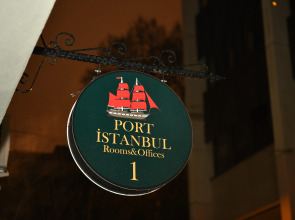 PORT
İSTANBUL
Rooms&Offices
1